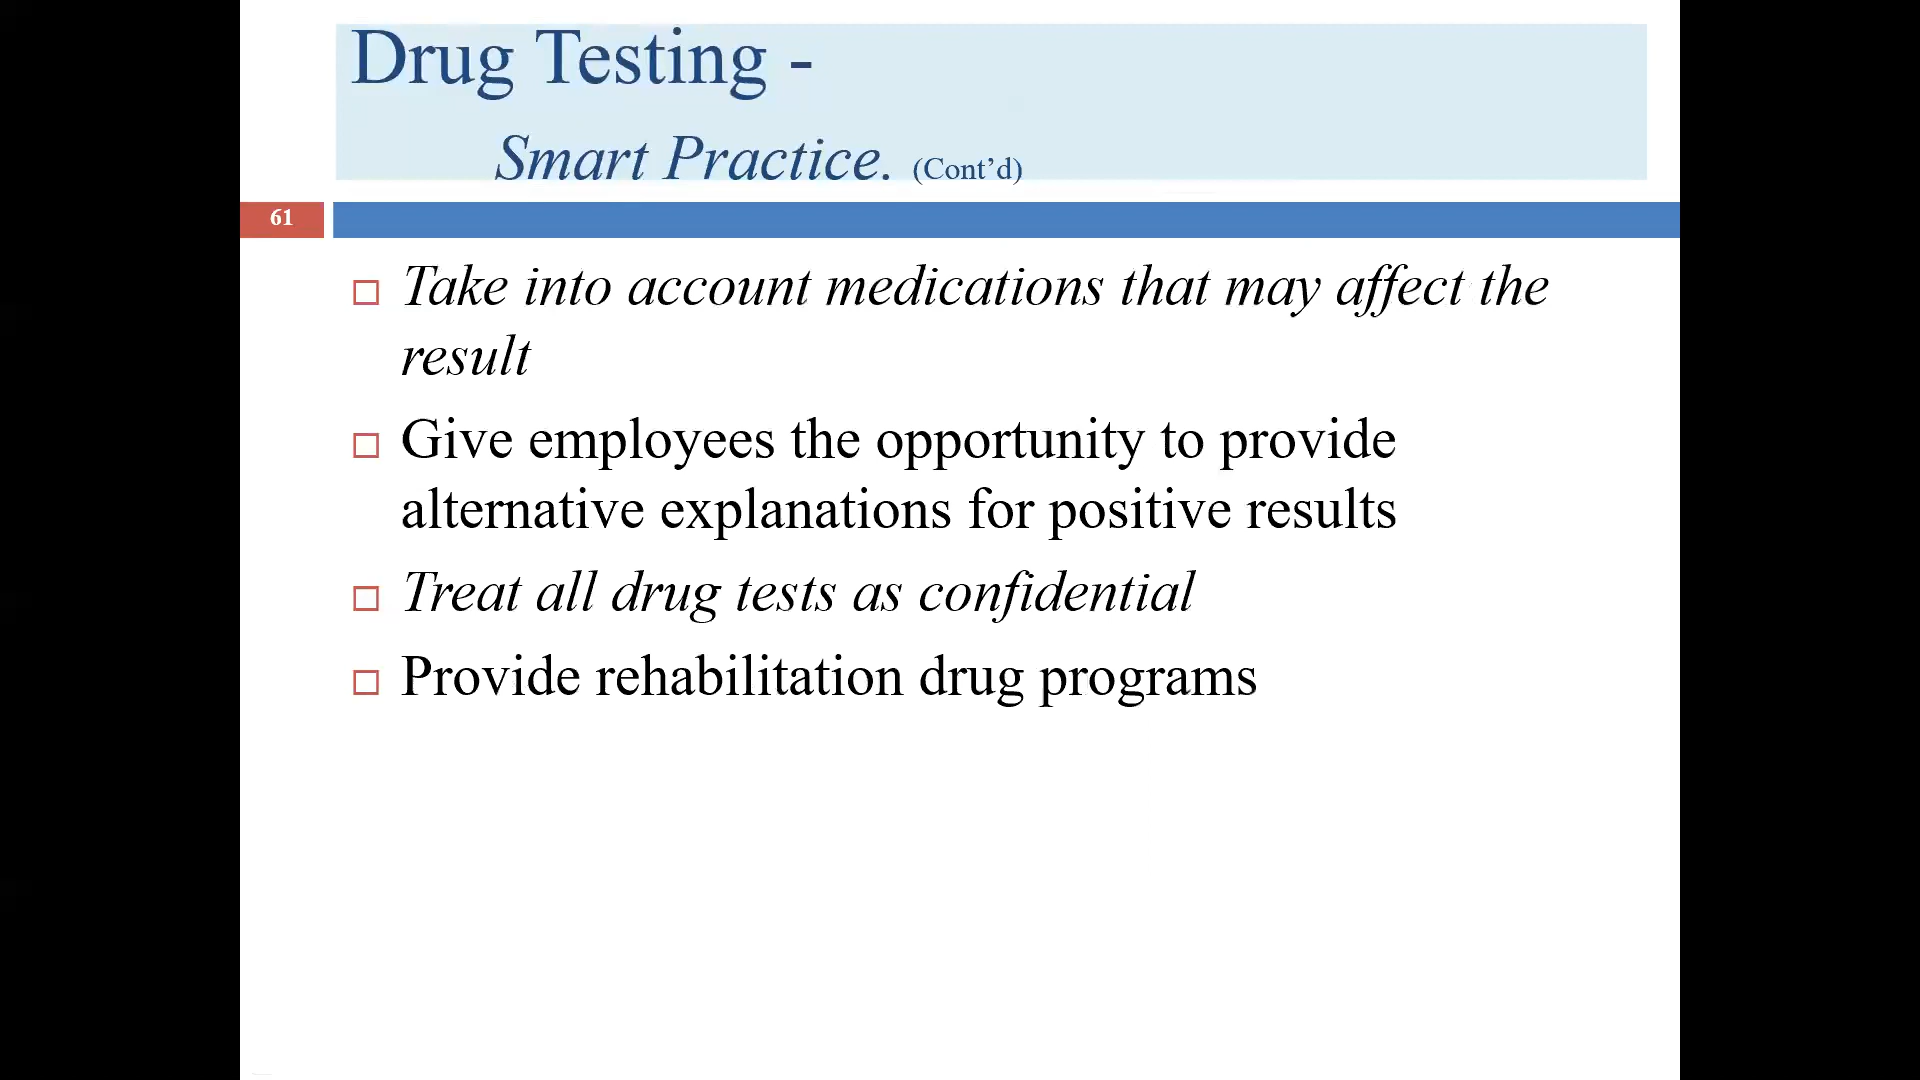 Drug Testing -
Smart Practice. (Cont’d)
61
Take into account medications that may affect the
result
Give employees the opportunity to provide
alternative explanations for positive results
Treat all drug tests as confidential
Provide rehabilitation drug programs